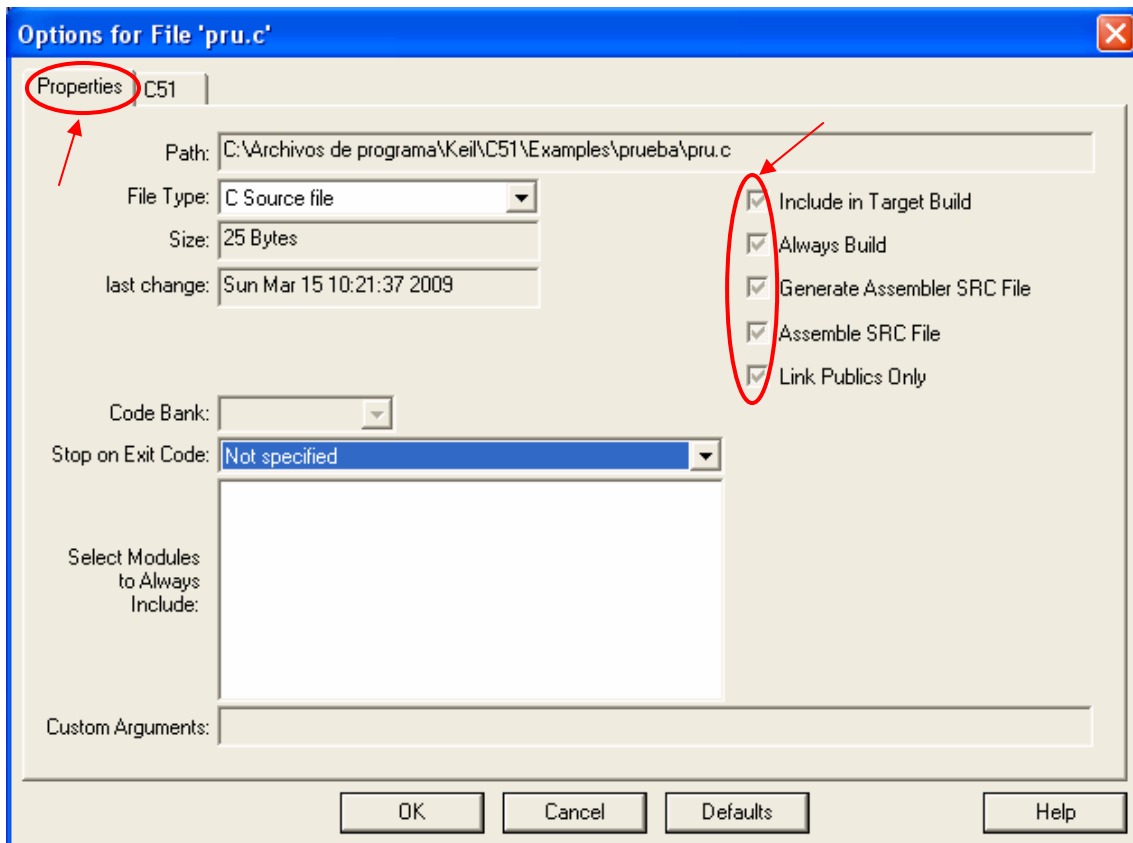 Options for File 'pru.c'
Properties
C51
Path: C:\Archivos de programa\Keil\C51\Examples\prueba\pru.c
File Type: C Source file
Size: 25 Bytes
last change: Sun Mar 15 10:21:37 2009
Include in Target Build
Always Build
Generate Assembler SRC File
Assemble SRC File
Link Publics Only
Code Bank:
Stop on Exit Code: Not specified
Select Modules
to Always
Include:
Custom Arguments:
OK
Cancel
Defaults
Help